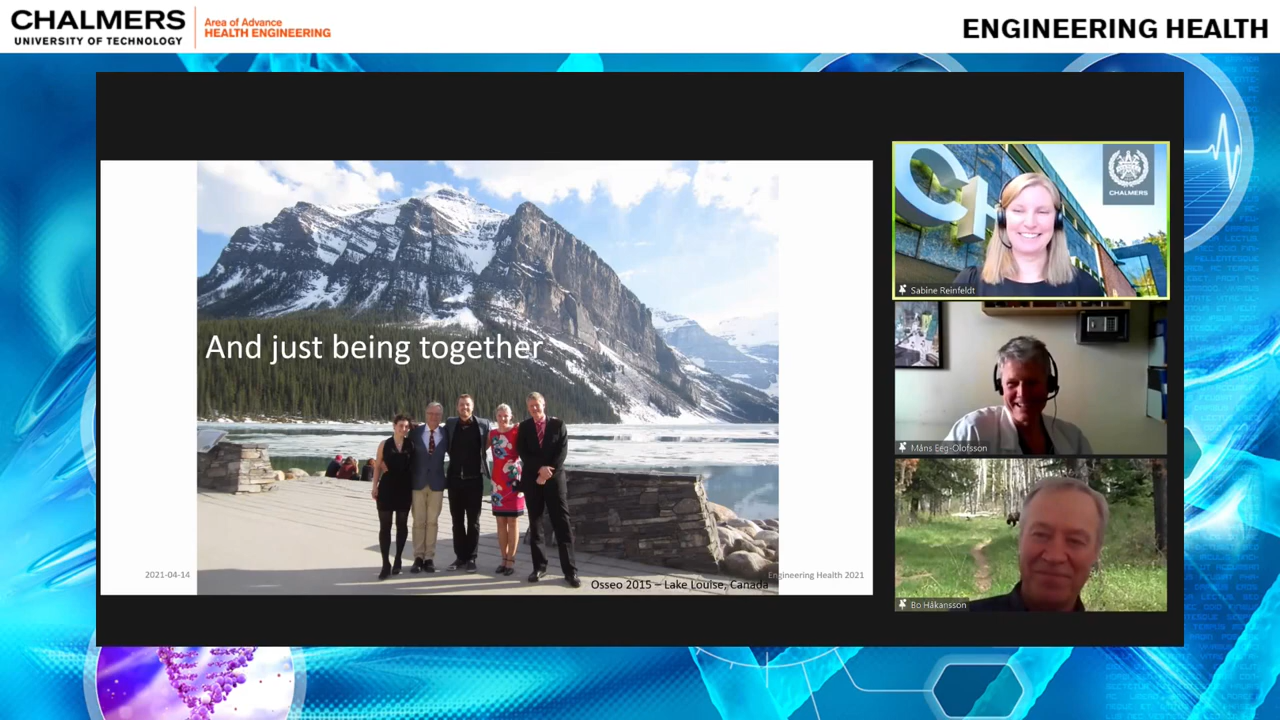 CHALMERS
UNIVERSITY OF TECHNOLOGY
Area of Advance
HEALTH ENGINEERING
ENGINEERING HEALTH
And just being together
2021-04-14
Engineering Health 2021
Osseo 2015 – Lake Louise, Canada
CH
CHALMERS
Sabine Reinfeldt
Måns Eeg-Olofsson
Bo Håkansson